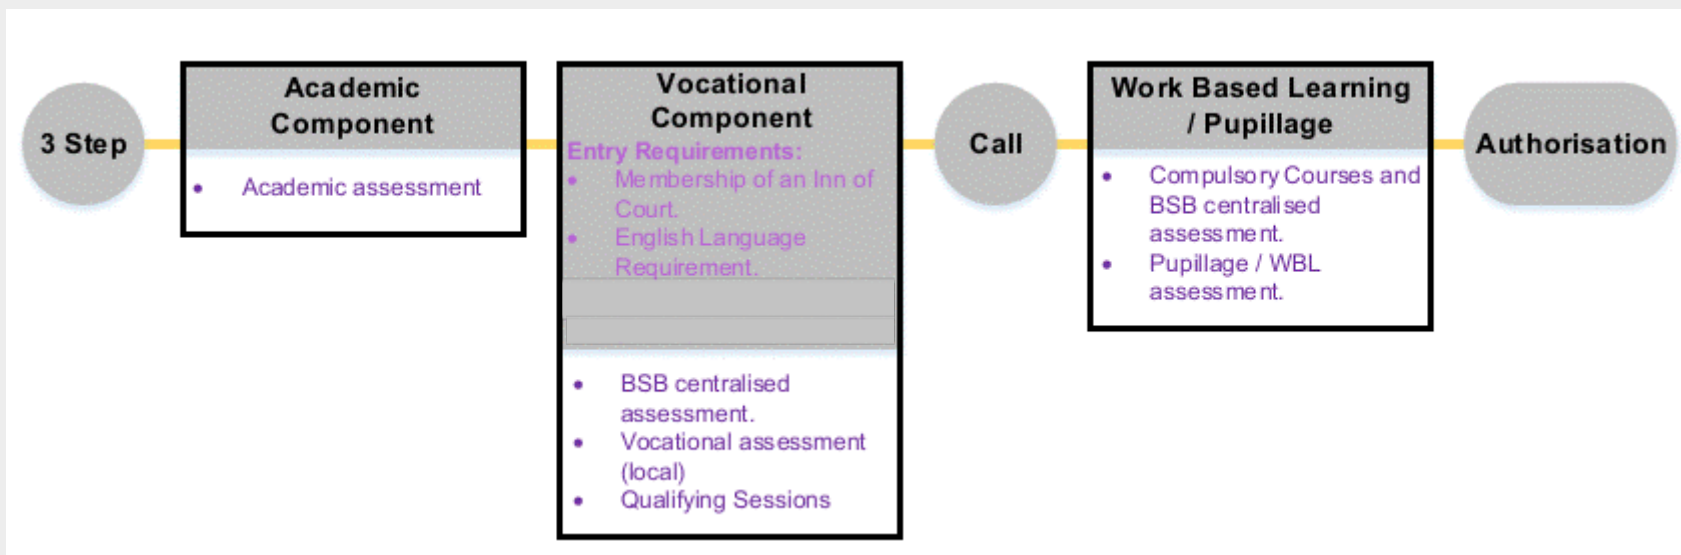 3 Step
Academic
Component
• Academic assessment
Vocational
Component
Entry Requirements:
• Membership of an Inn of
Court.
• English Language
Requirement.
• BSB centralised
assessment.
• Vocational assessment
(local)
• Qualifying Sessions
Call
Work Based Learning
/ Pupillage
• Compulsory Courses and
BSB centralised
assessment.
• Pupillage / WBL
assessment.
Authorisation